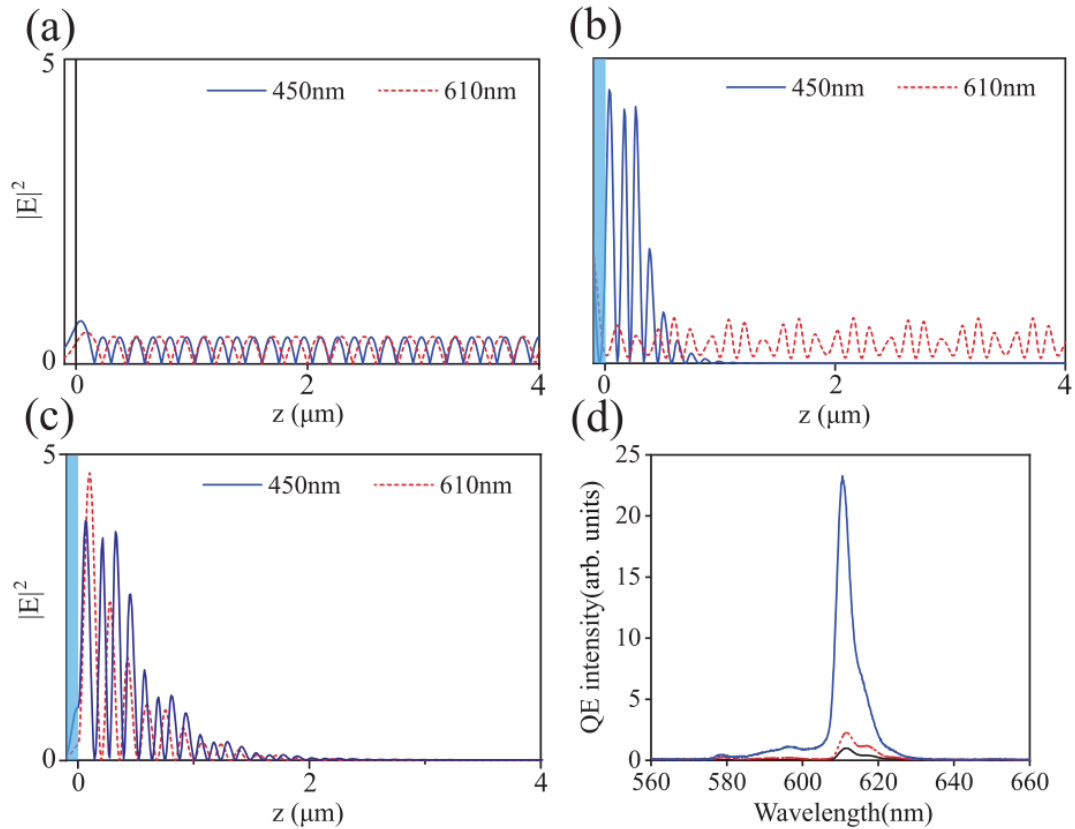 (a)
5
450nm
610nm
|E|²
0
0
2
4
z (μm)
(b)
450nm
610nm
0
2
4
z (μm)
(c)
5
450nm
610nm
|E|²
0
0
2
4
z (μm)
(d)
25
20
15
10
5
0
QE intensity(arb. units)
560
580
600
620
640
660
Wavelength(nm)